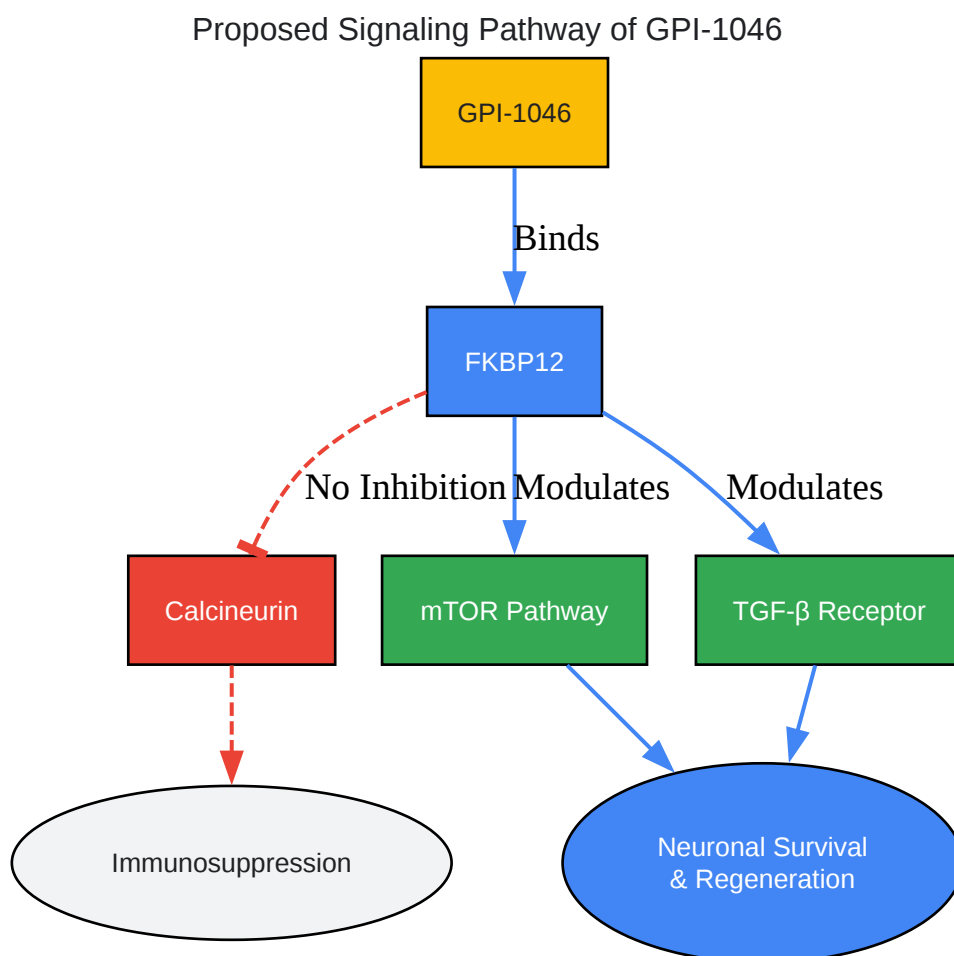 Proposed Signaling Pathway of GPI-1046
GPI-1046
Binds
FKBP12
No Inhibition
Modulates
Modulates
Calcineurin
mTOR Pathway
TGF-β Receptor
Immunosuppression
Neuronal Survival
& Regeneration